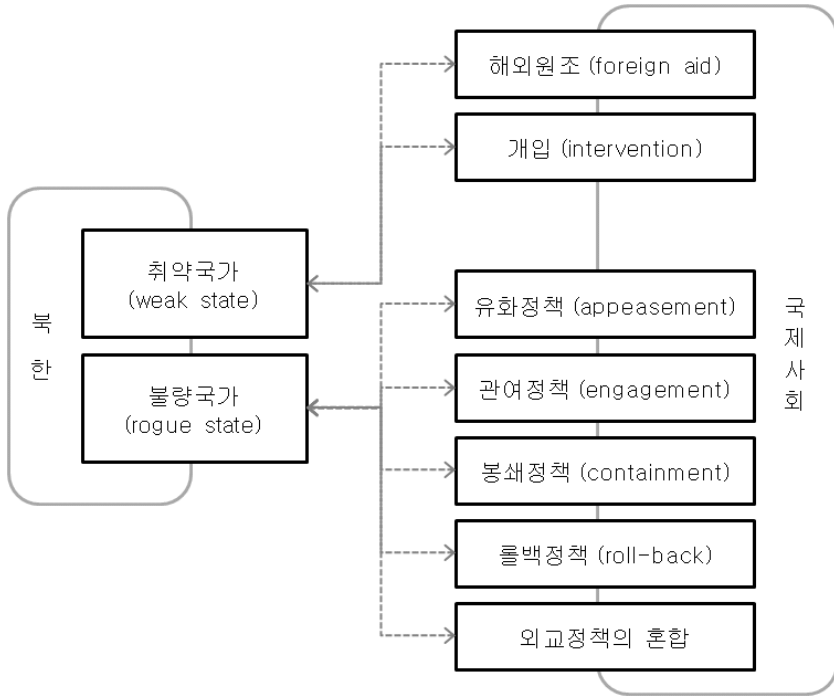 해외원조 (foreign aid)
개입 (intervention)
북한
취약국가
(weak state)
불량국가
(rogue state)
유화정책 (appeasement)
관여정책 (engagement)
봉쇄정책 (containment)
롤백정책 (roll-back)
외교정책의 혼합
국제사회